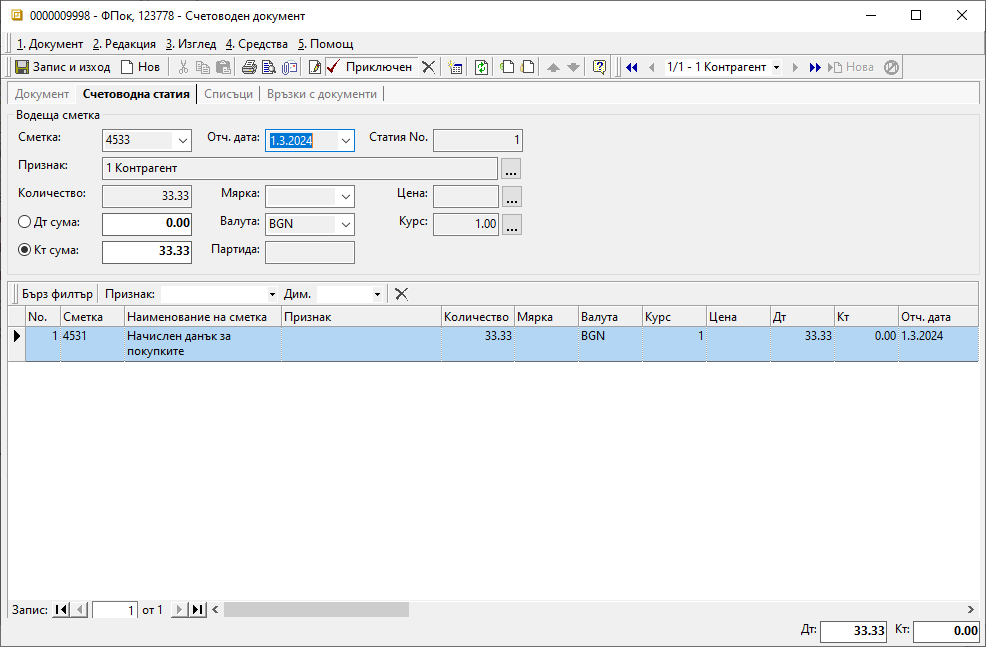 0000009998 - ФПок, 123778 - Счетоводен документ
1. Документ 2. Редакция 3. Изглед 4. Средства 5. Помощ
Запис и изход Нов Приключен 1/1 - 1 Контрагент Нова
Документ Счетоводна статия Списъци Връзки с документи
Водеща сметка
Сметка: 4533 Отч. дата: 1.3.2024 Статия No. 1
Признак: 1 Контрагент ...
Количество: 33.33 Мярка: Цена: ...
Дт сума: 0.00 Валута: BGN Курс: 1.00 ...
Кт сума: 33.33 Партида:
Бърз филтър Признак: Дим.
No. Сметка Наименование на сметка Признак Количество Мярка Валута Курс Цена Дт Кт Отч. дата
1 4531 Начислен данък за 33.33 BGN 1 33.33 0.00 1.3.2024
покупките
Запис: 1 от 1
Дт: 33.33 Кт: 0.00